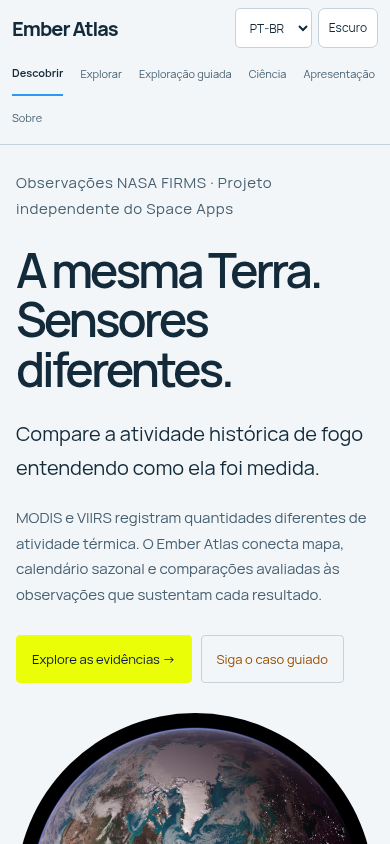 Ember Atlas
PT-BR
Escuro
Descobrir Explorar Exploração guiada Ciência Apresentação
Sobre
Observações NASA FIRMS · Projeto
independente do Space Apps
A mesma Terra.
Sensores
diferentes.
Compare a atividade histórica de fogo
entendendo como ela foi medida.
MODIS e VIIRS registram quantidades diferentes de
atividade térmica. O Ember Atlas conecta mapa,
calendário sazonal e comparações avaliadas às
observações que sustentam cada resultado.
Explore as evidências →
Siga o caso guiado